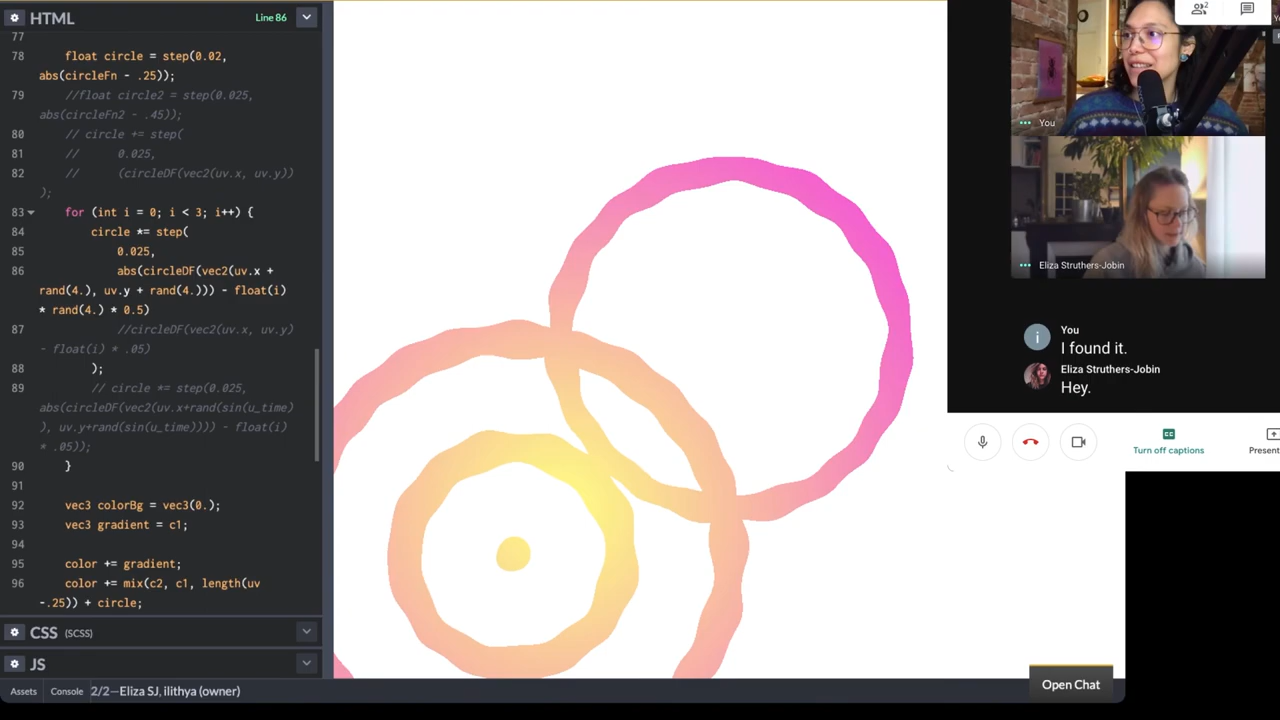 HTML
Line 86
77
78 float circle = step(0.02,
abs(circleFn - .25));
79 //float circle2 = step(0.025,
abs(circleFn2 - .45));
80 // circle += step(
81 // 0.025,
82 // (circleDF(vec2(uv.x, uv.y))
);
83 for (int i = 0; i < 3; i++) {
84 circle *= step(
85 0.025,
86 abs(circleDF(vec2(uv.x +
rand(4.), uv.y + rand(4.))) - float(i)
* rand(4.) * 0.5)
87 //circleDF(vec2(uv.x, uv.y)
- float(i) * .05)
88 );
89 // circle *= step(0.025,
abs(circleDF(vec2(uv.x+rand(sin(u_time)
), uv.y+rand(sin(u_time)))) - float(i)
* .05));
90 }
91
92 vec3 colorBg = vec3(0.);
93 vec3 gradient = c1;
94
95 color += gradient;
96 color += mix(c2, c1, length(uv
-.25)) + circle;
CSS (SCSS)
JS
Assets Console 2/2—Eliza SJ, ilithya (owner)
2
You
Eliza Struthers-Jobin
i
You
I found it.
Eliza Struthers-Jobin
Hey.
Turn off captions
Present
Open Chat